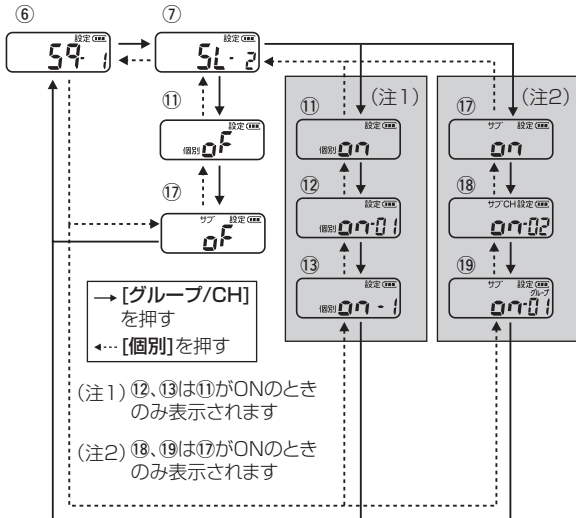 ⑥
設定
SQ- 1
⑦
設定
SL- 2
⑪
設定
個別 oF
⑰
サブ 設定
oF
(注1)
⑪
設定
個別 on
⑫
設定
個別 on-01
⑬
設定
個別 on - 1
(注2)
⑰
サブ 設定
on
⑱
サブCH設定
on-02
⑲
サブ 設定
グループ
on-01
→ [グループ/CH]
を押す
[個別]を押す
(注1) ⑫、⑬は⑪がONのとき
のみ表示されます
(注2) ⑱、⑲は⑰がONのとき
のみ表示されます